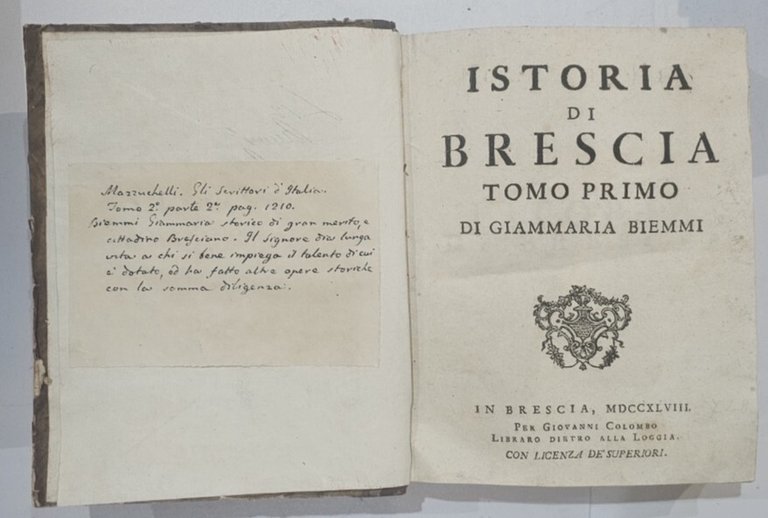 Mazzuchelli. Gli Scrittori d'Italia.
Tomo 2º parte 2ª pag. 1210.
Biemmi Giammaria storico di gran merito, e
cittadino Bresciano. Il Signore dia lunga
vita a chi sì bene impiega il talento di cui
è dotato, ed ha fatto altre opere storiche
con la somma diligenza.
ISTORIA
DI
BRESCIA
TOMO PRIMO
DI GIAMMARIA BIEMMI
IN BRESCIA, MDCCXLVIII.
PER GIOVANNI COLOMBO
LIBRARO DIETRO ALLA LOGGIA.
CON LICENZA DE' SUPERIORI.